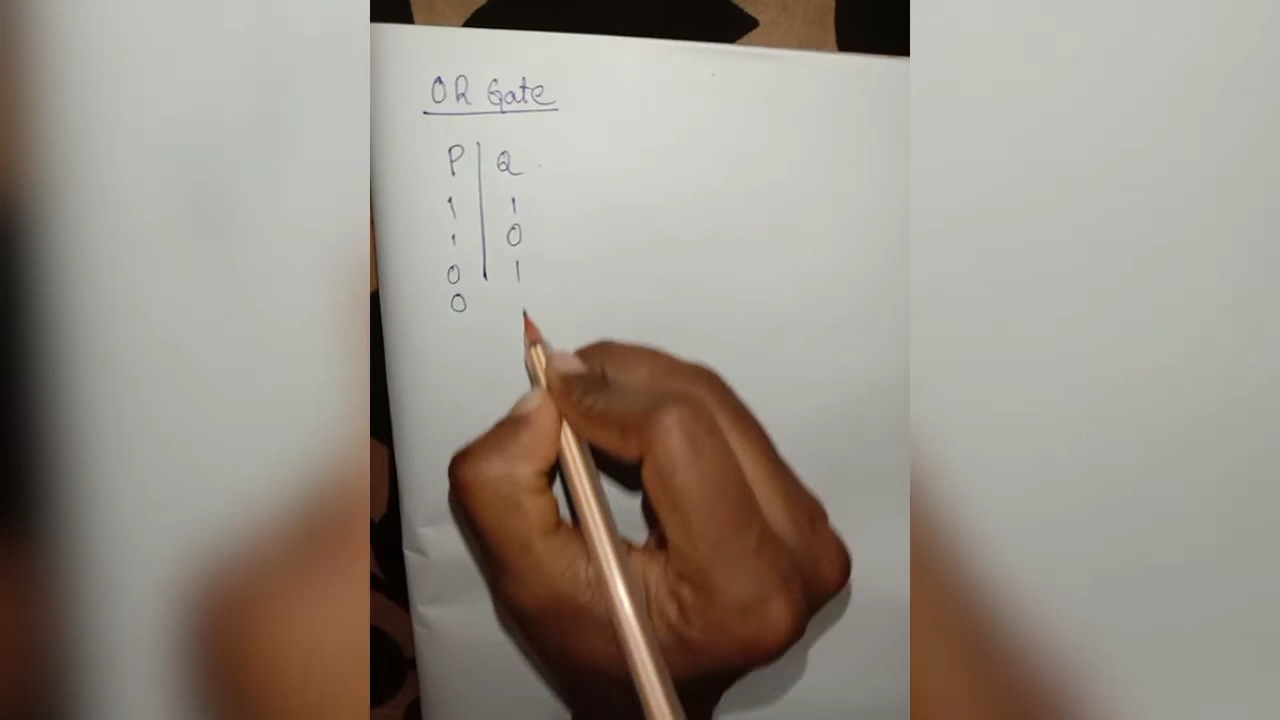 OR Gate
P | Q
1 | 1
1 | 0
0 | 1
0